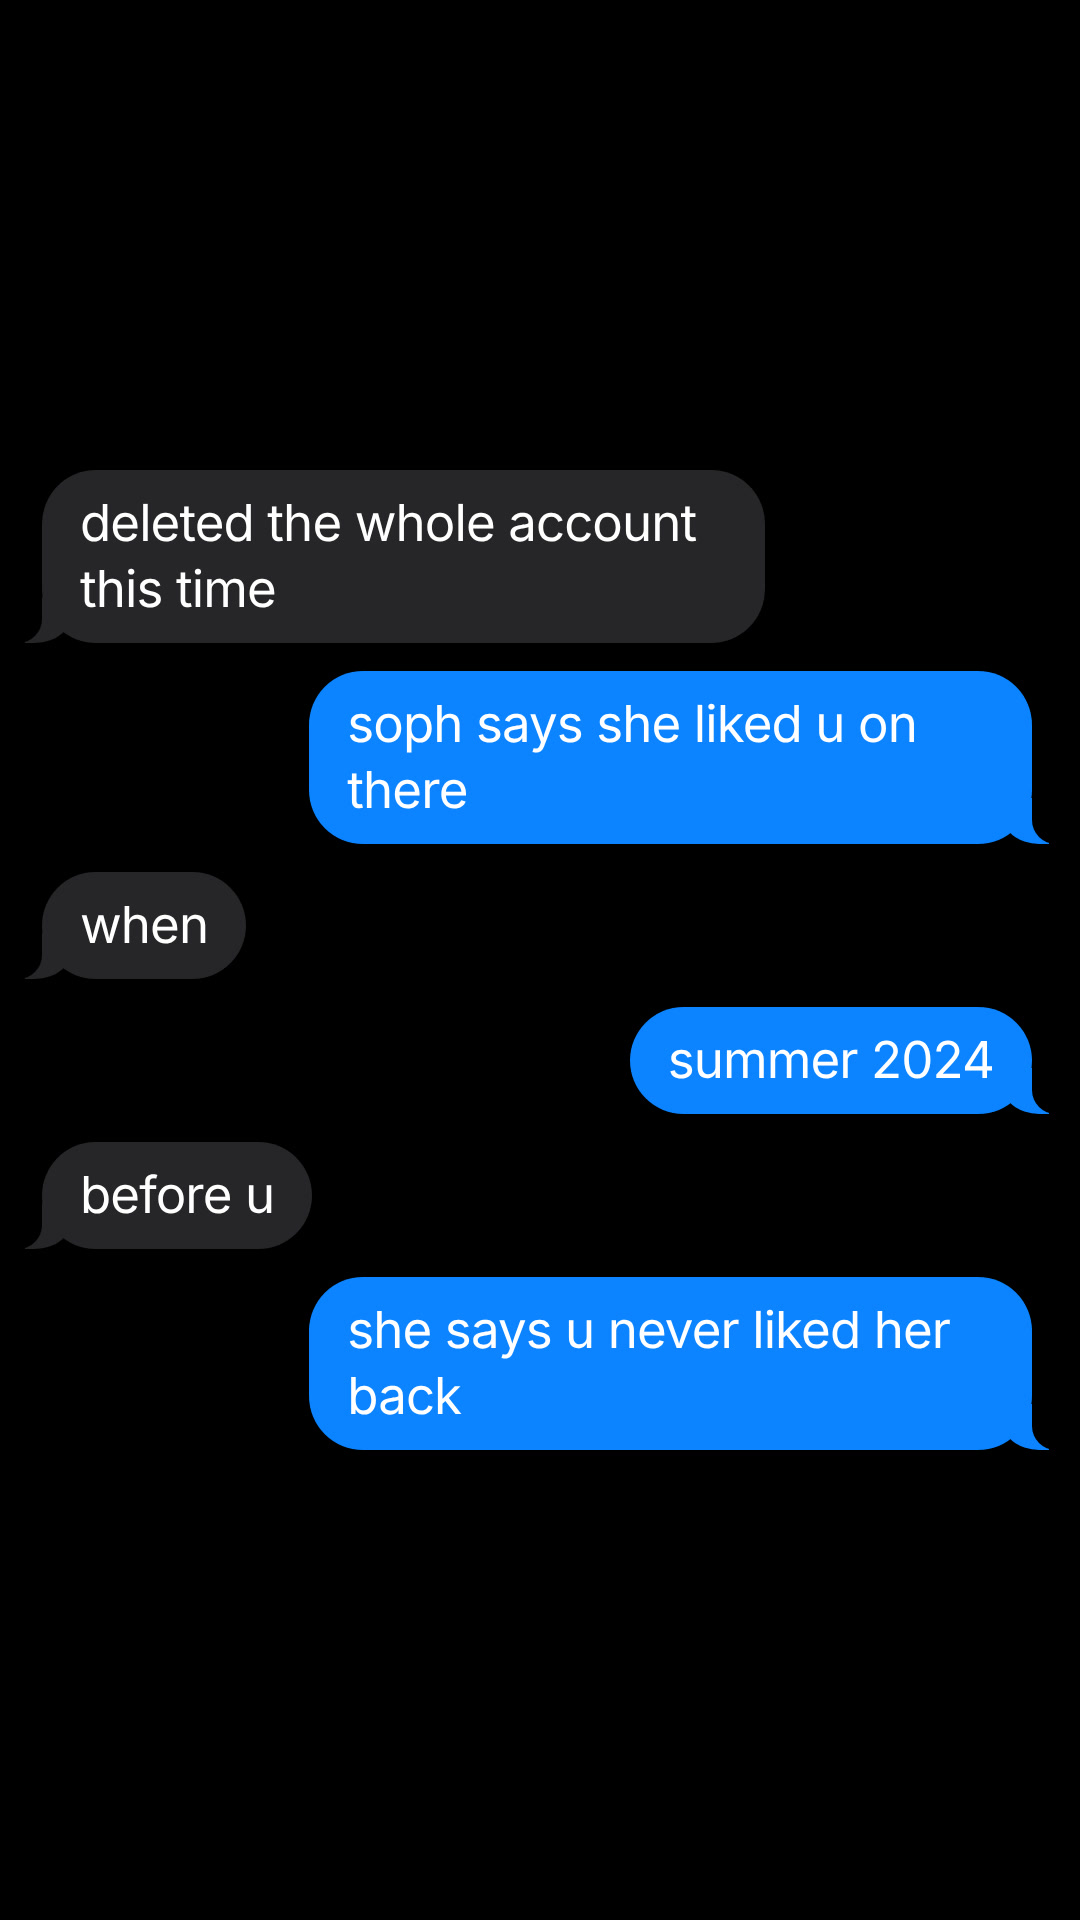 deleted the whole account
this time
soph says she liked u on
there
when
summer 2024
before u
she says u never liked her
back